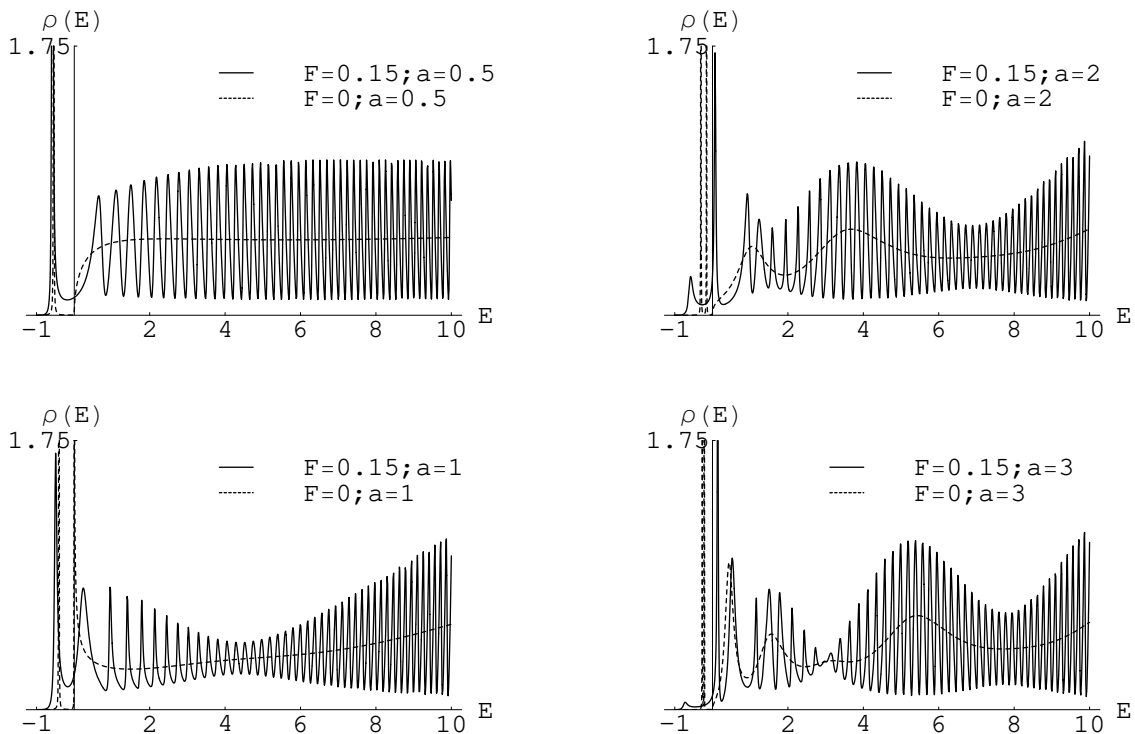 ρ(E)
1.75
F=0.15;a=0.5
F=0;a=0.5
−1 2 4 6 8 10 E
ρ(E)
1.75
F=0.15;a=2
F=0;a=2
−1 2 4 6 8 10 E
ρ(E)
1.75
F=0.15;a=1
F=0;a=1
−1 2 4 6 8 10 E
ρ(E)
1.75
F=0.15;a=3
F=0;a=3
−1 2 4 6 8 10 E